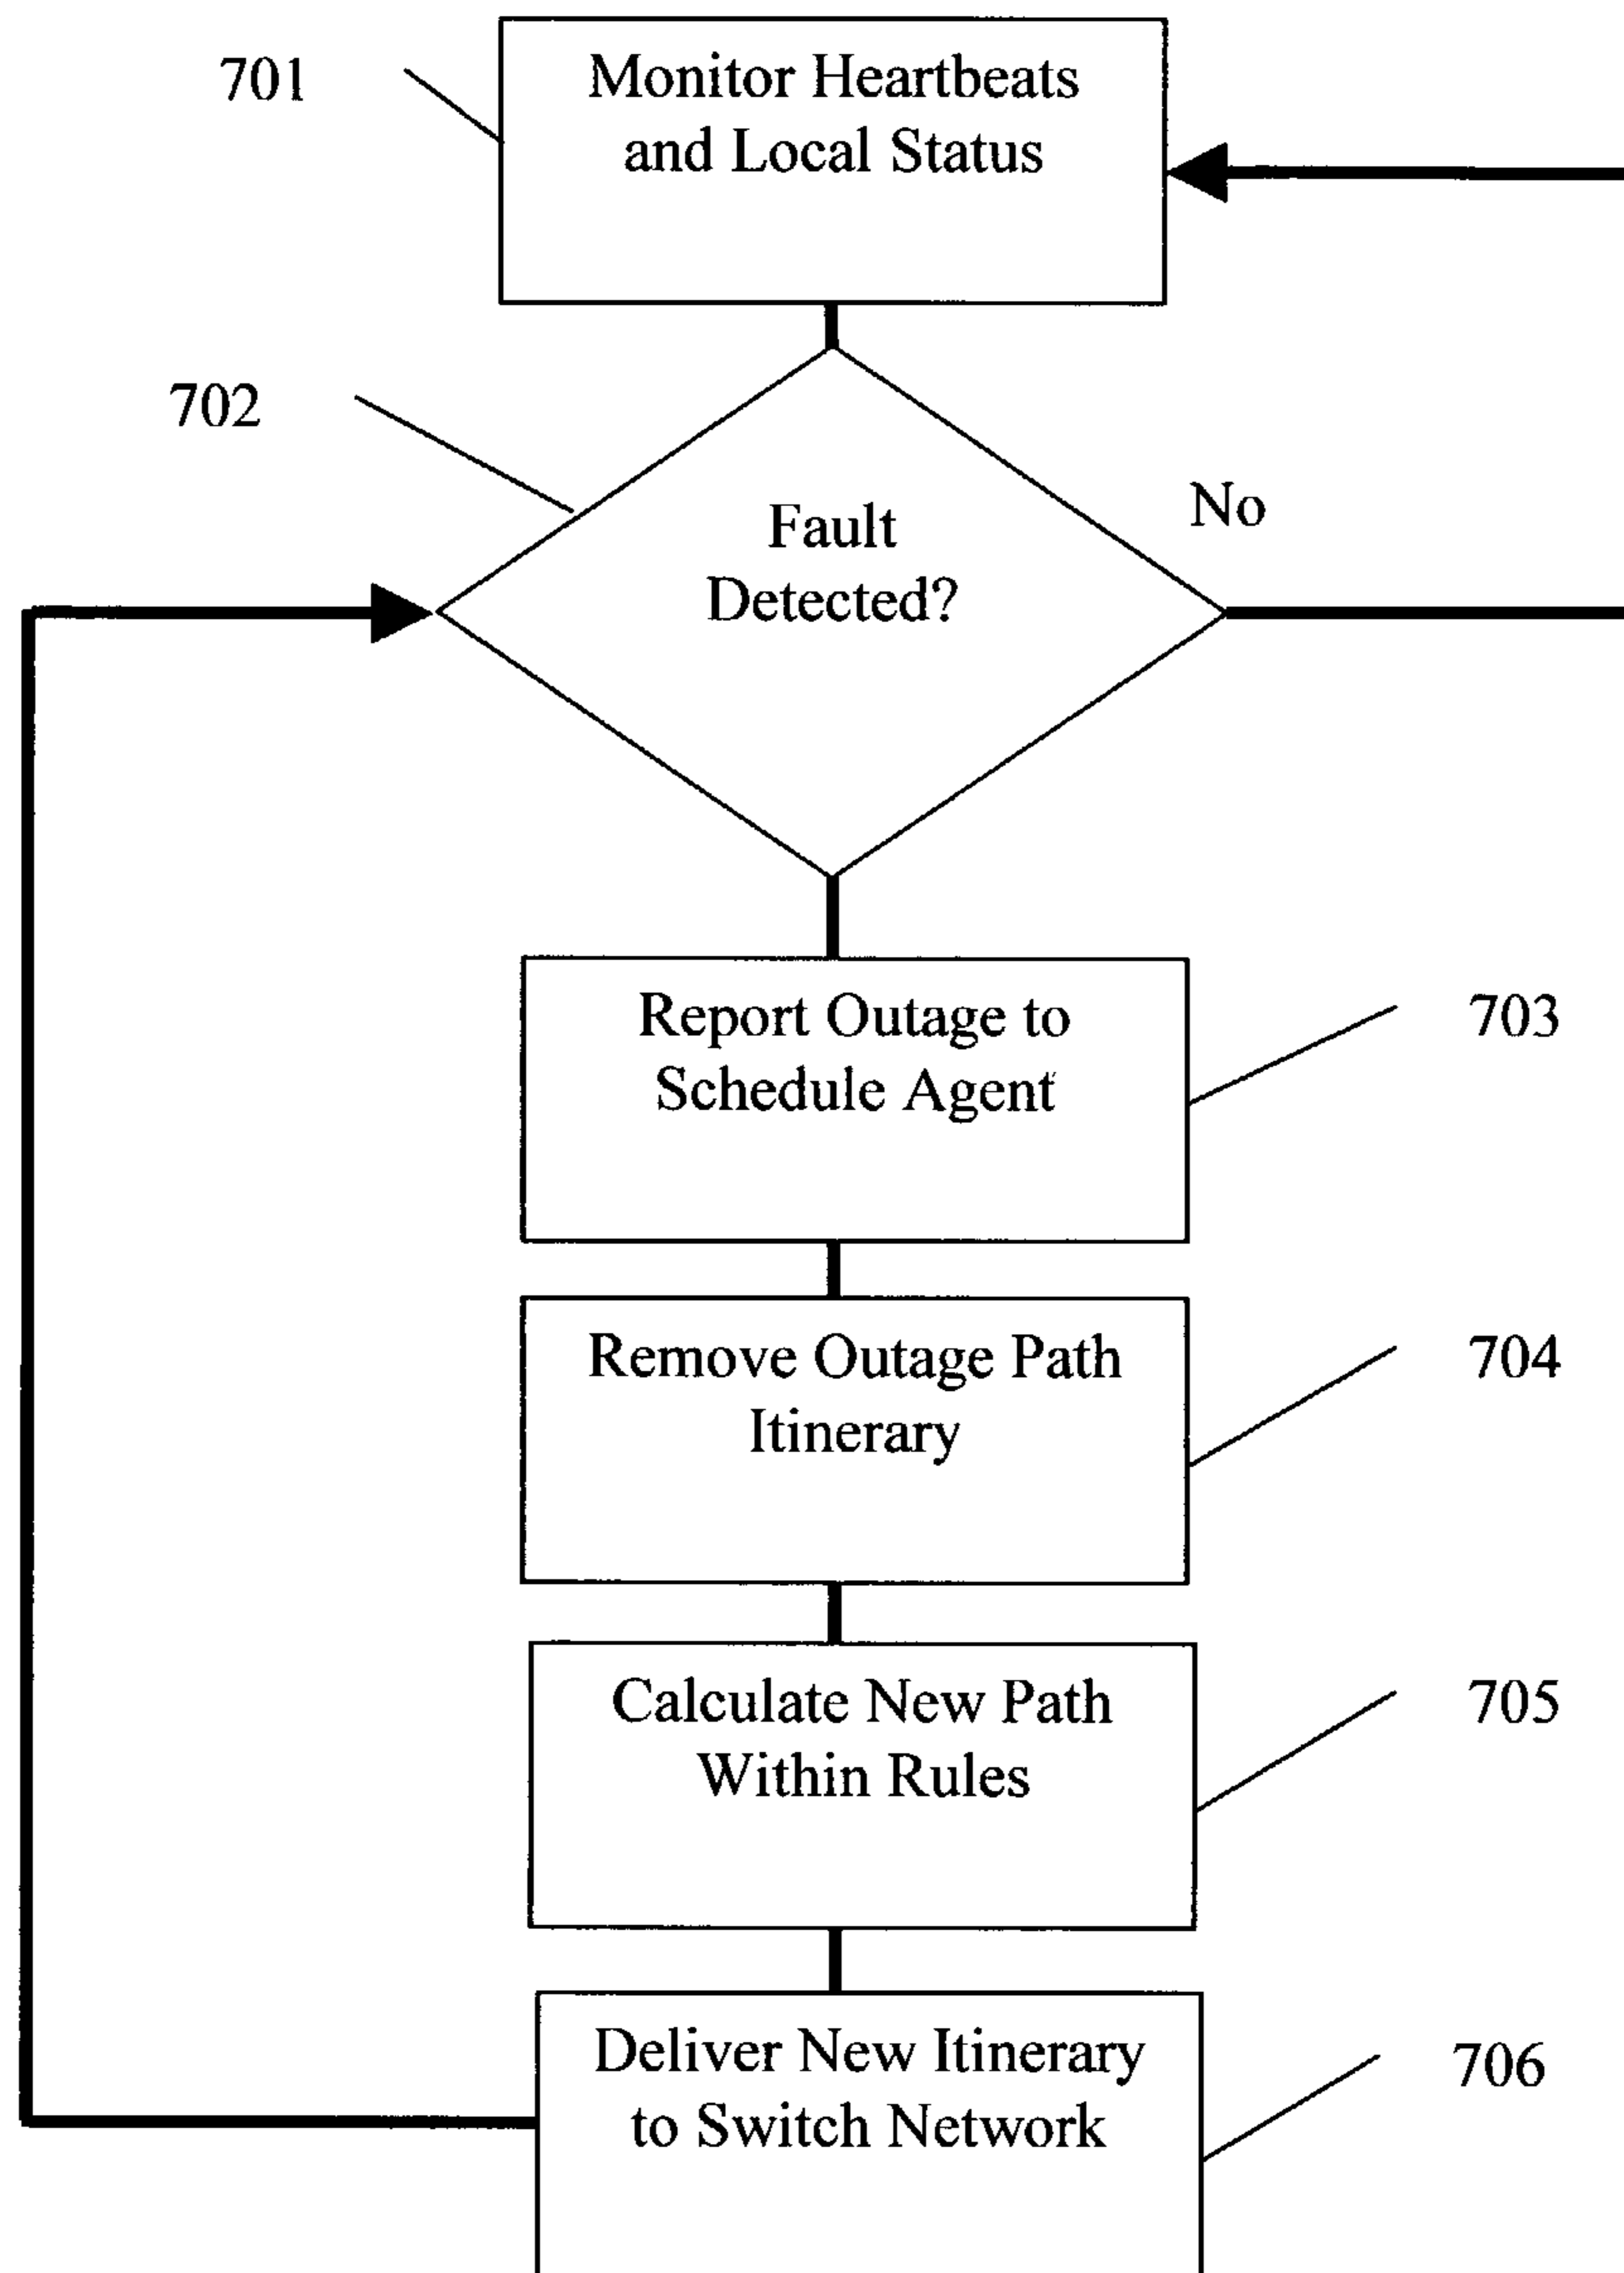 701
Monitor Heartbeats
and Local Status
702
Fault
Detected?
No
Report Outage to
Schedule Agent
703
Remove Outage Path
Itinerary
704
Calculate New Path
Within Rules
705
Deliver New Itinerary
to Switch Network
706